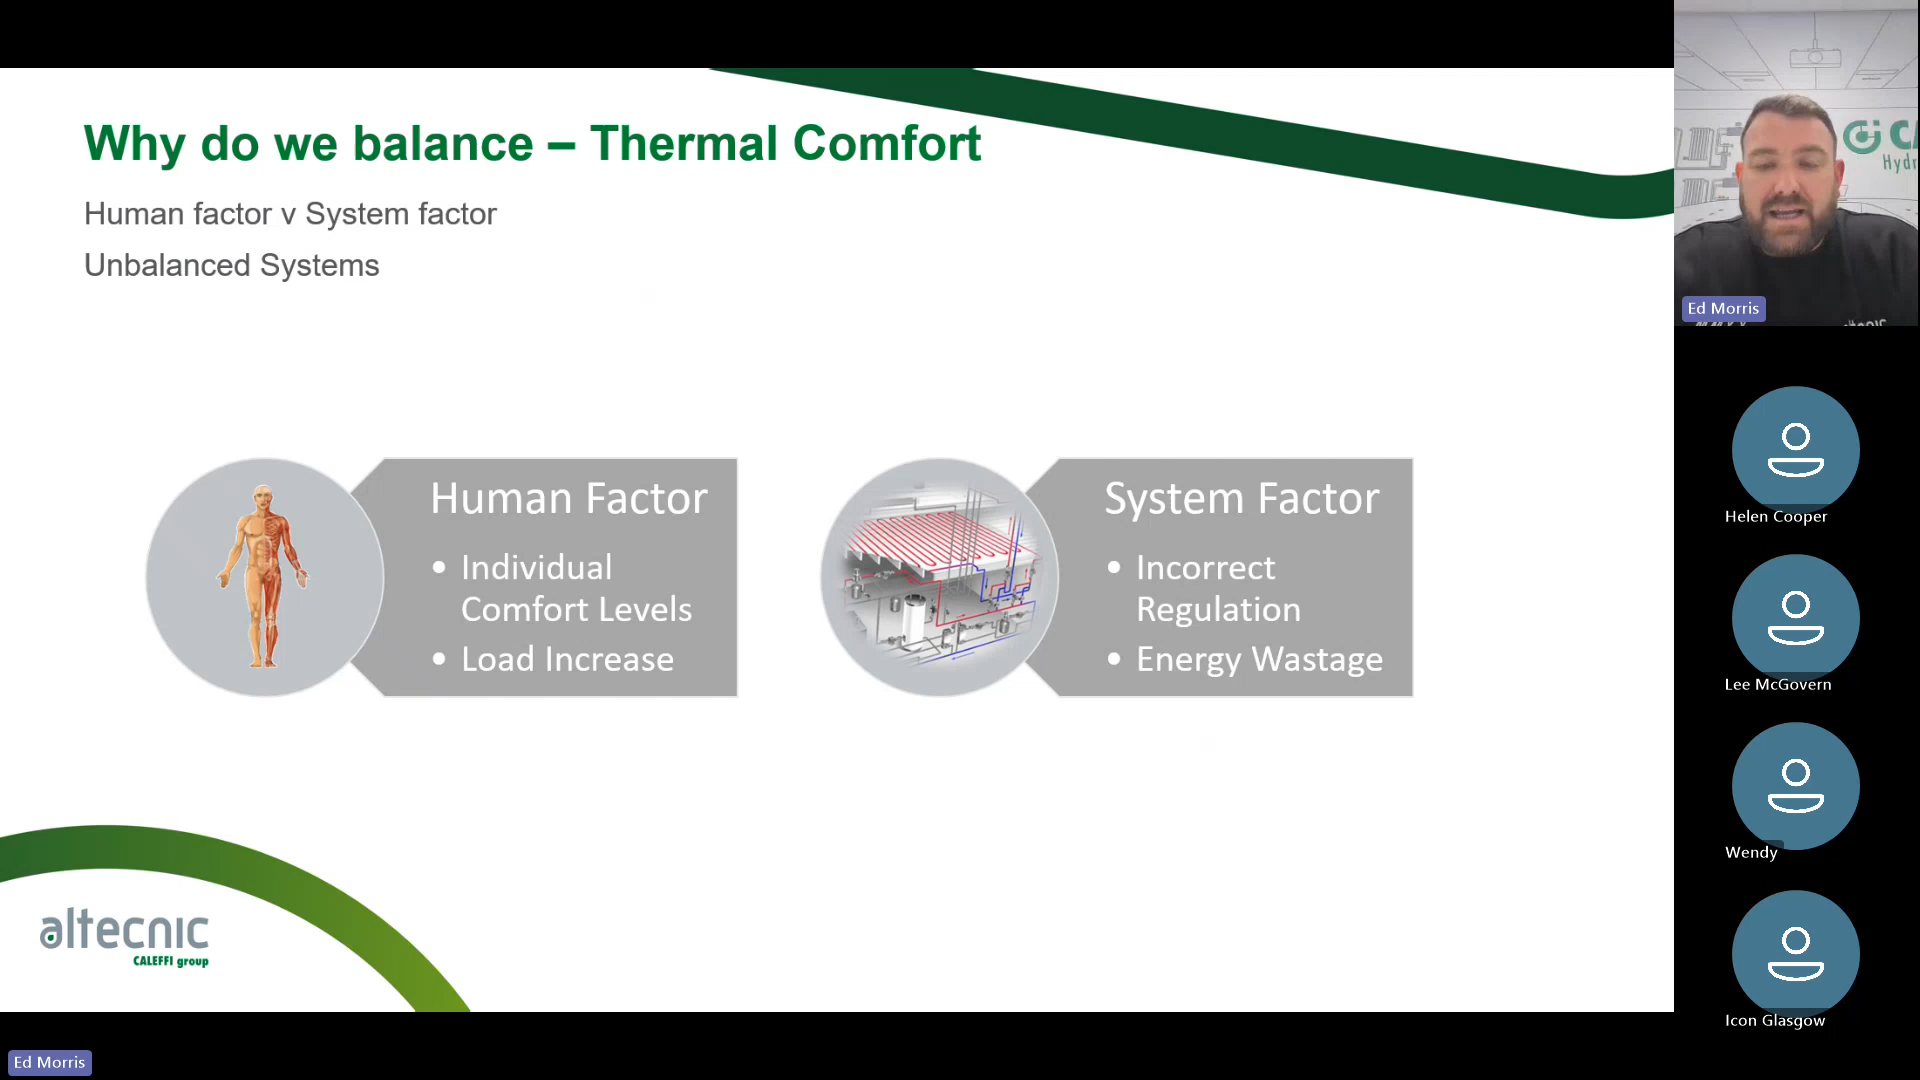 Why do we balance – Thermal Comfort
Human factor v System factor
Unbalanced Systems
Human Factor
• Individual
Comfort Levels
• Load Increase
System Factor
• Incorrect
Regulation
• Energy Wastage
altecnic
CALEFFI group
Ed Morris
Ed Morris
Helen Cooper
Lee McGovern
Wendy
Icon Glasgow